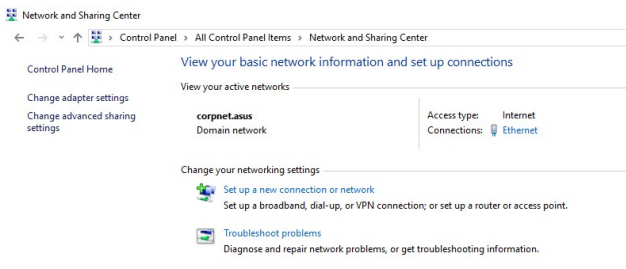 Network and Sharing Center
Control Panel > All Control Panel Items > Network and Sharing Center
Control Panel Home
Change adapter settings
Change advanced sharing
settings
View your basic network information and set up connections
View your active networks
corpnet.asus
Domain network
Access type: Internet
Connections: Ethernet
Change your networking settings
Set up a new connection or network
Set up a broadband, dial-up, or VPN connection; or set up a router or access point.
Troubleshoot problems
Diagnose and repair network problems, or get troubleshooting information.